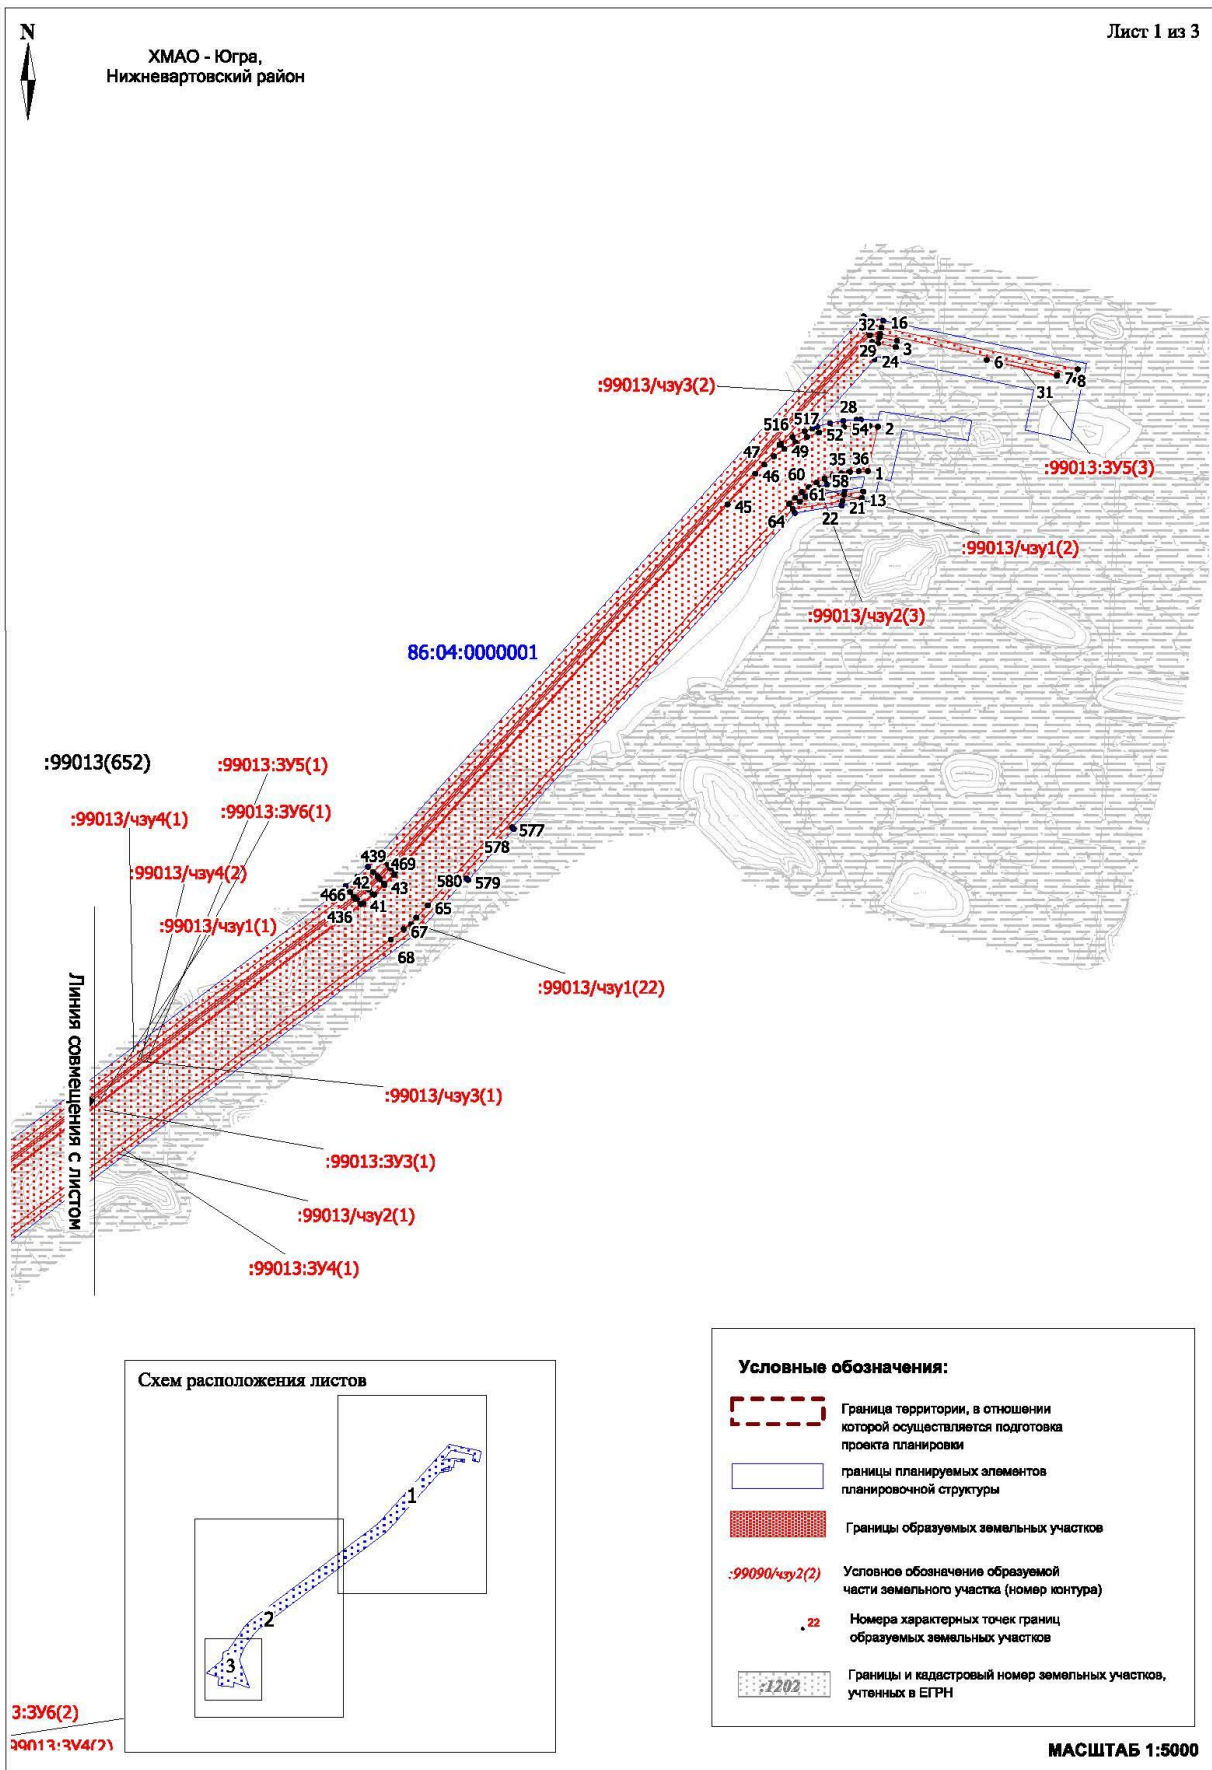 N
Лист 1 из 3
ХМАО - Югра,
Нижневартовский район
16
32
3
29
24
6
7
8
31
:99013/чзу3(2)
28
517
516
54
2
52
49
:99013:ЗУ5(3)
47
35
36
46
60
58
1
61
13
45
21
64
22
:99013/чзу1(2)
:99013/чзу2(3)
86:04:0000001
:99013(652)
:99013:ЗУ5(1)
:99013:ЗУ6(1)
:99013/чзу4(1)
577
578
439
469
:99013/чзу4(2)
42
43
580
579
466
41
436
65
:99013/чзу1(1)
67
68
:99013/чзу1(22)
Линия совмещения с листом
:99013/чзу3(1)
:99013:ЗУ3(1)
:99013/чзу2(1)
:99013:ЗУ4(1)
Схем расположения листов
1
2
3
3:ЗУ6(2)
99013:ЗУ4(2)
Условные обозначения:
Граница территории, в отношении
которой осуществляется подготовка
проекта планировки
границы планируемых элементов
планировочной структуры
Границы образуемых земельных участков
:99090/чзу2(2)
Условное обозначение образуемой
части земельного участка (номер контура)
22
Номера характерных точек границ
образуемых земельных участков
:1202
Границы и кадастровый номер земельных участков,
учтенных в ЕГРН
МАСШТАБ 1:5000